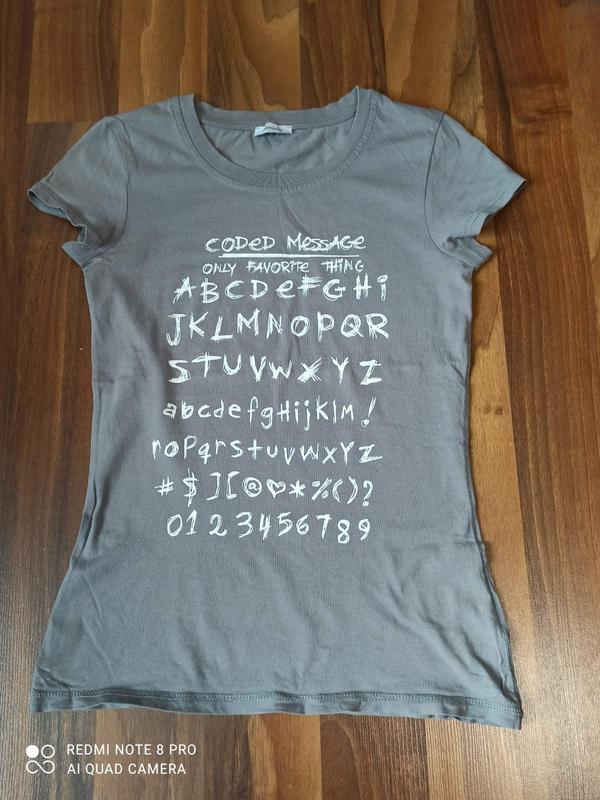 CODED MessAGe
ONLY FAVORITe THING
ABCDeFGHi
JKLMNOPQR
STUVWXYZ
abcdefgHijklm!
nopqrstuvwxYZ
#$][@♡*%()?
0123456789
REDMI NOTE 8 PRO
AI QUAD CAMERA